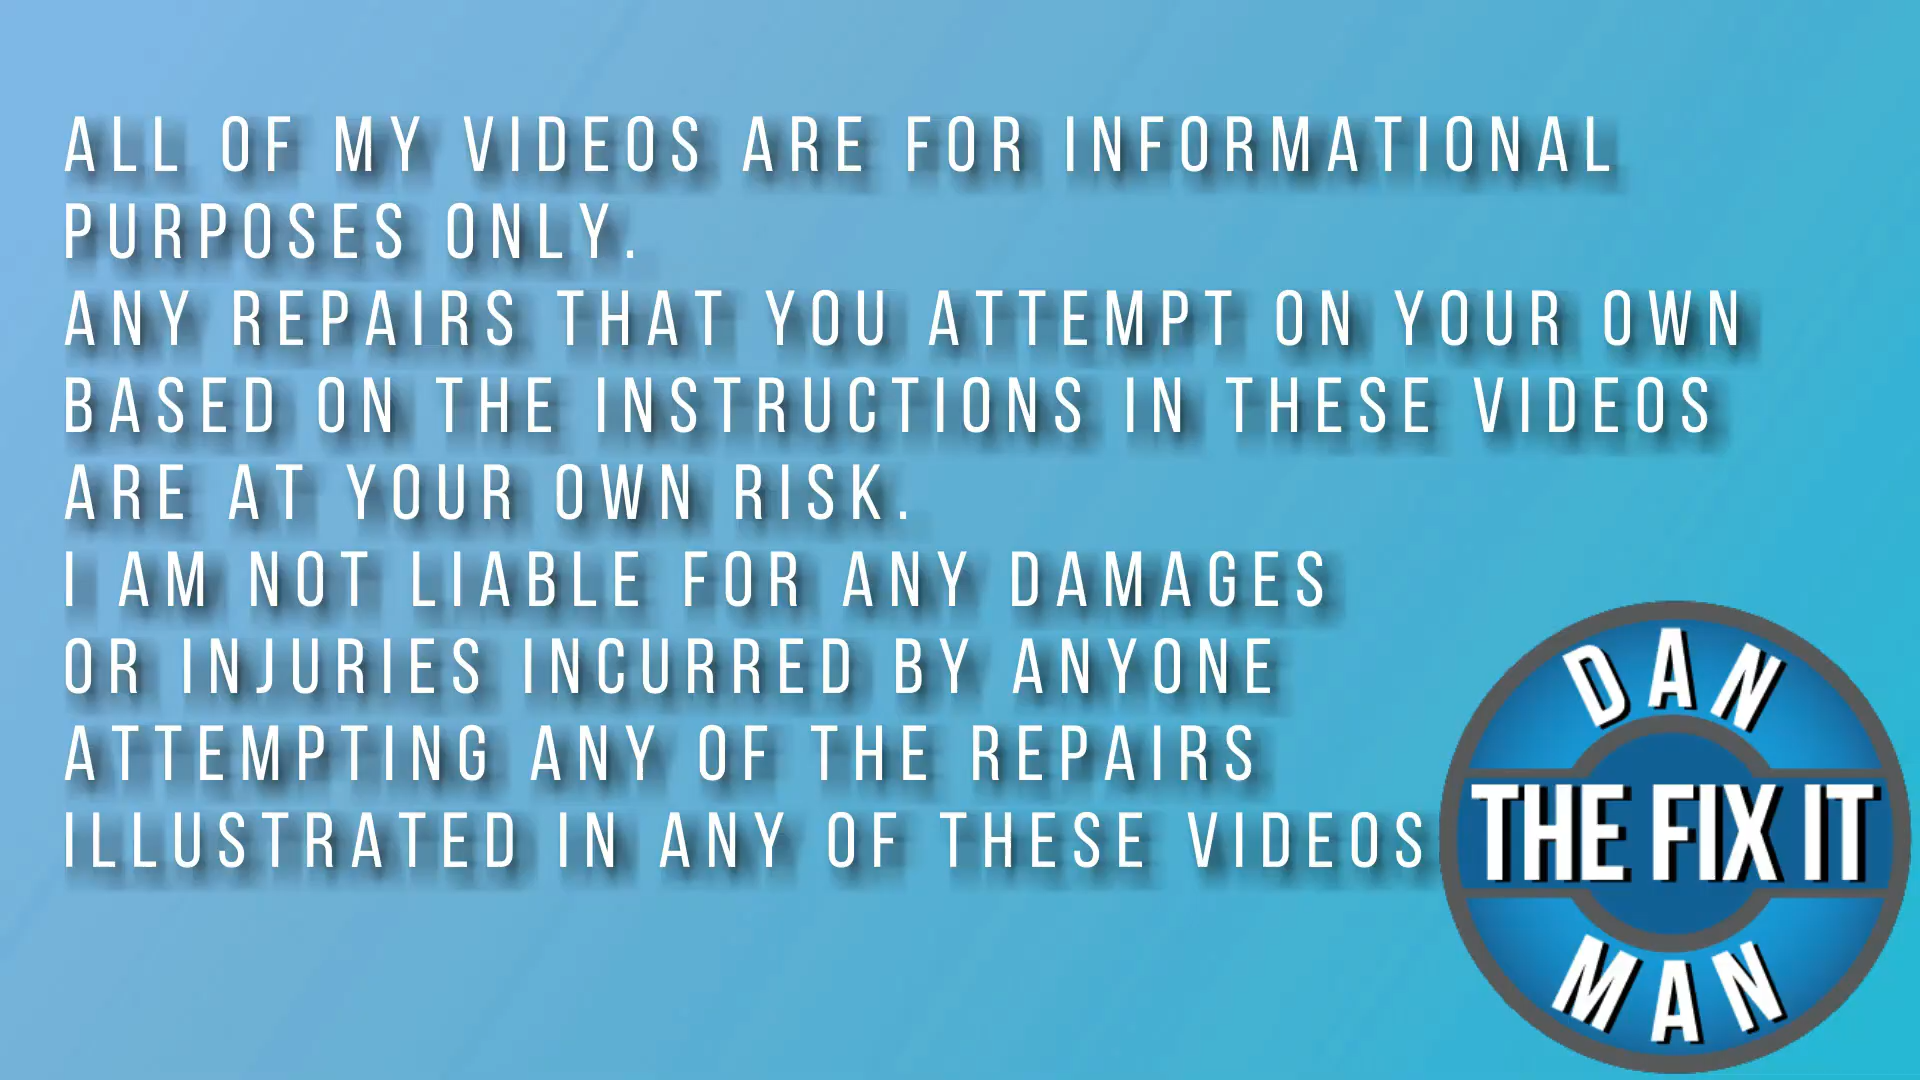 ALL OF MY VIDEOS ARE FOR INFORMATIONAL
PURPOSES ONLY.
ANY REPAIRS THAT YOU ATTEMPT ON YOUR OWN
BASED ON THE INSTRUCTIONS IN THESE VIDEOS
ARE AT YOUR OWN RISK.
I AM NOT LIABLE FOR ANY DAMAGES
OR INJURIES INCURRED BY ANYONE
ATTEMPTING ANY OF THE REPAIRS
ILLUSTRATED IN ANY OF THESE VIDEOS
DAN
THE FIX IT
MAN